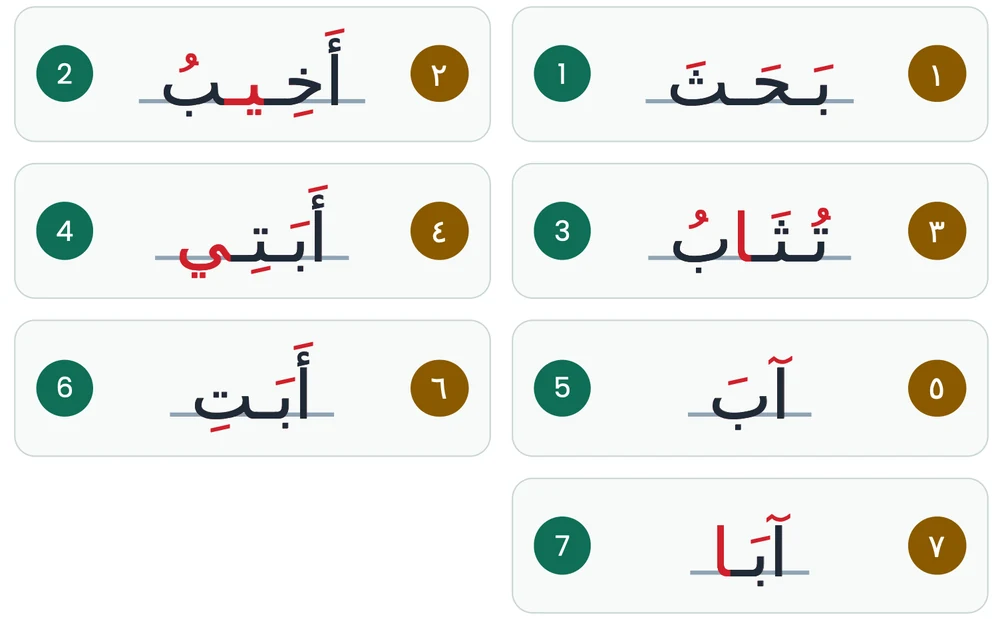 ١ بَحَثَ 1
٢ أَخِيبُ 2
٣ تُثَابُ 3
٤ أَبَتِي 4
٥ آبَ 5
٦ أَبَتِ 6
٧ آبَا 7